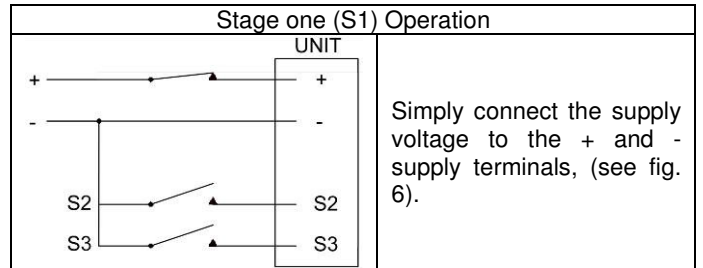 Stage one (S1) Operation
UNIT
+ +
- -
S2 S2
S3 S3
Simply connect the supply
voltage to the + and -
supply terminals, (see fig.
6).